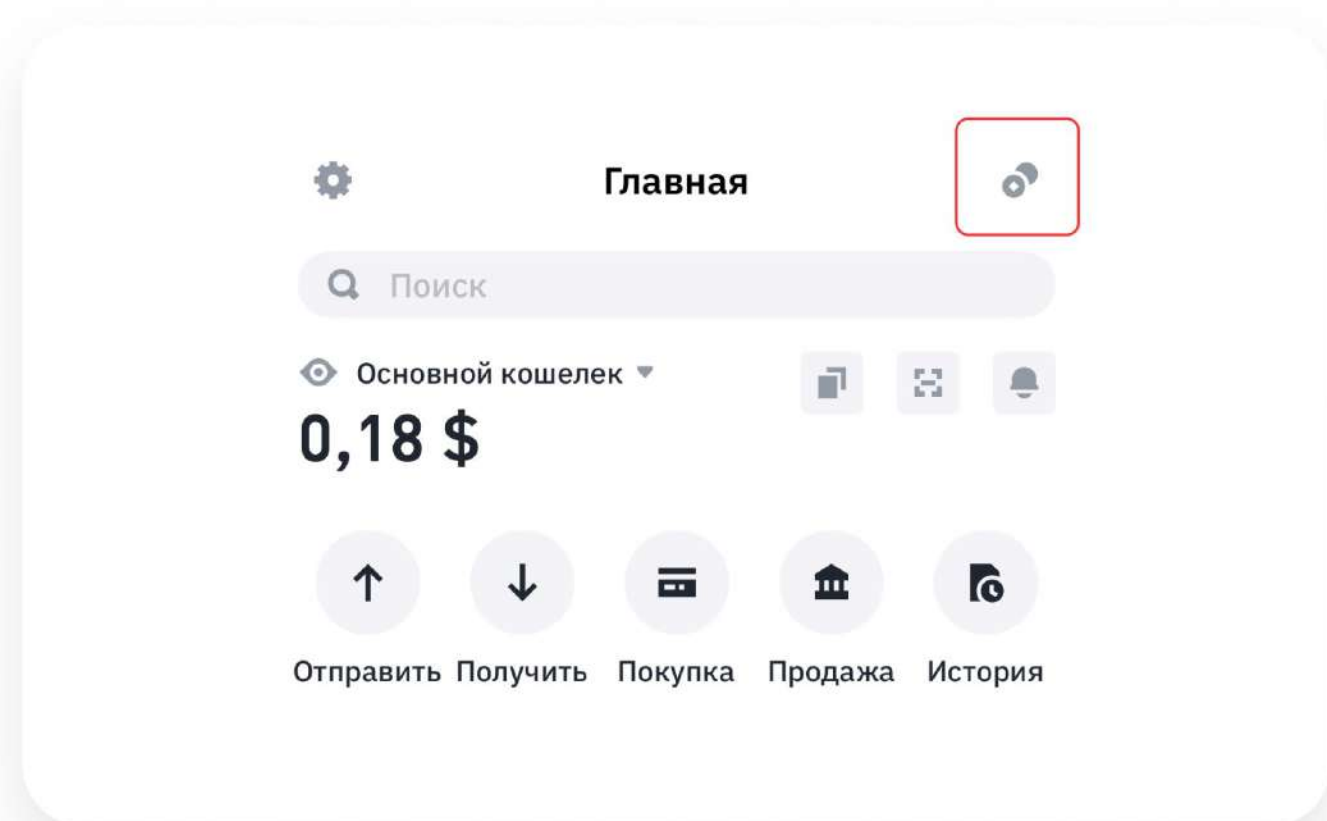 Главная
Поиск
Основной кошелек
0,18 $
Отправить Получить Покупка Продажа История